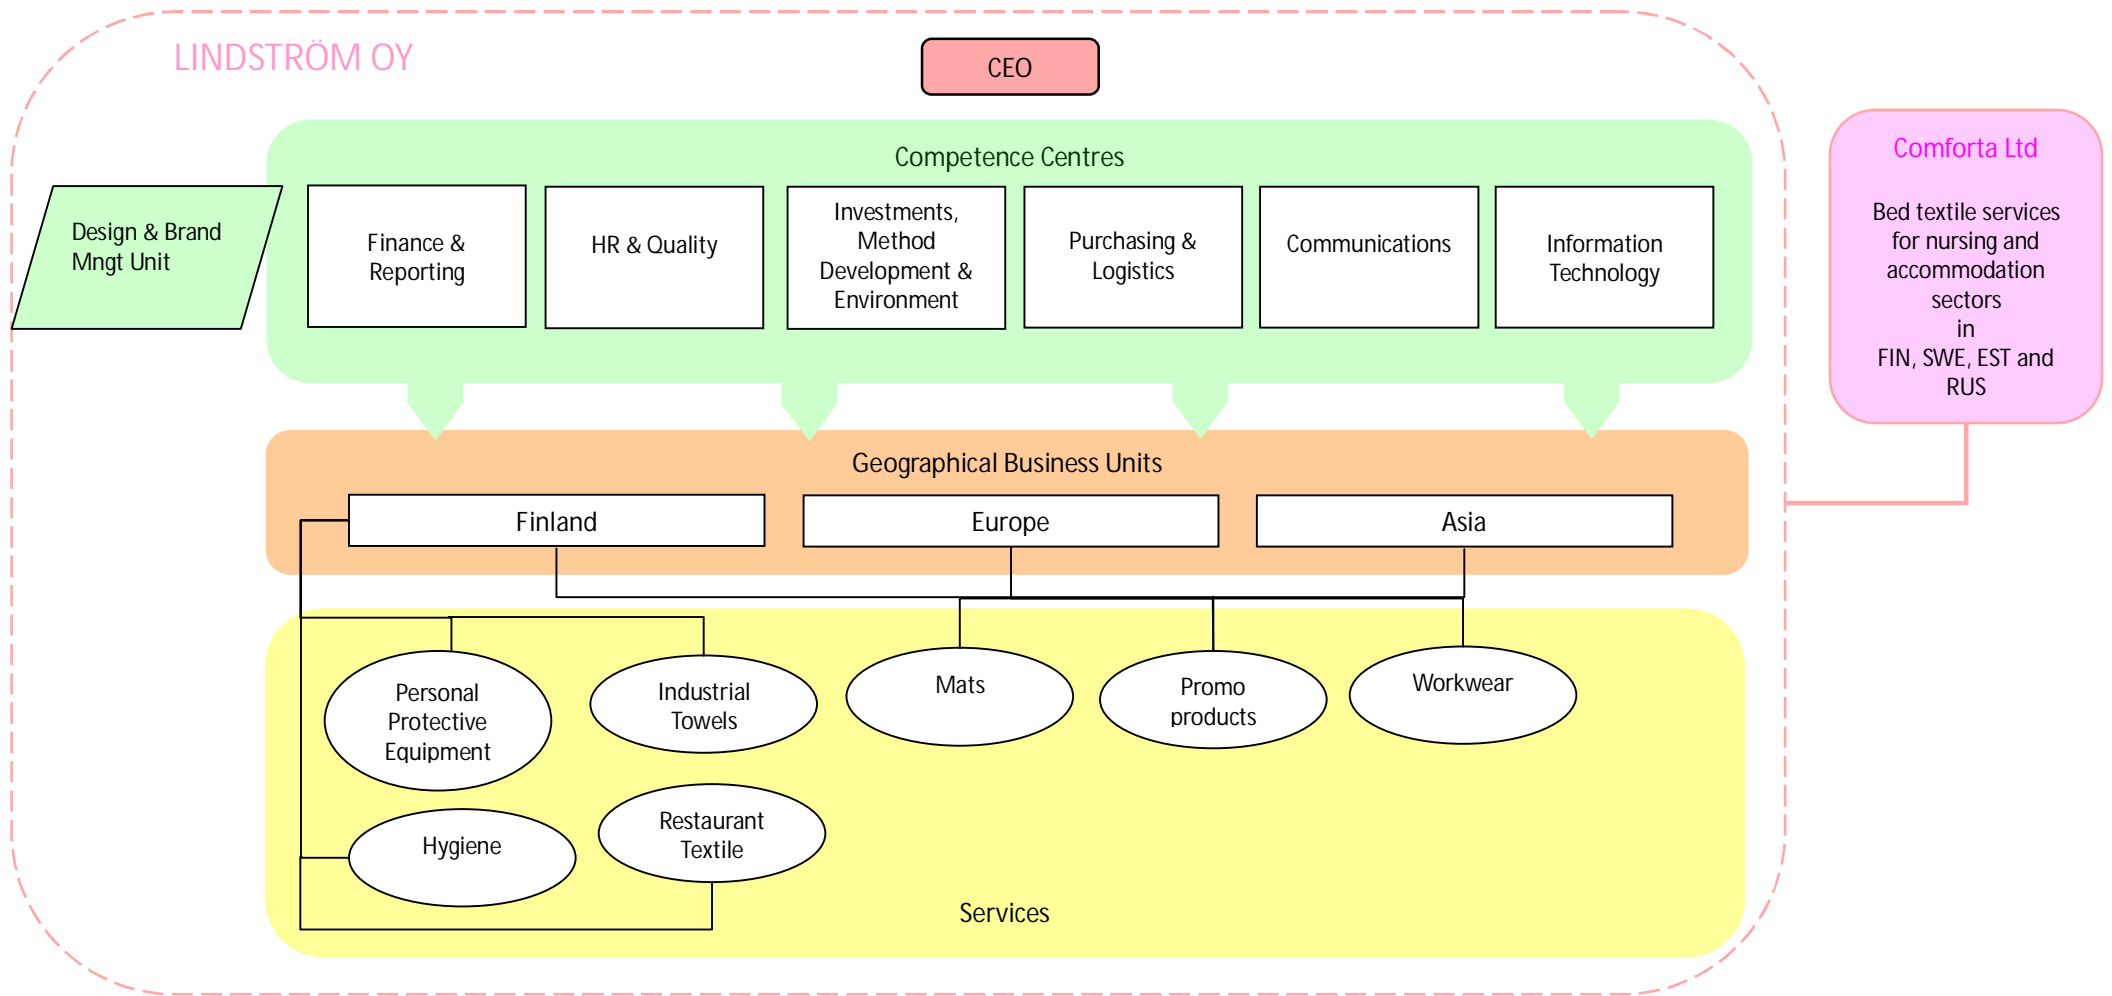 LINDSTRÖM OY
CEO
Competence Centres
Design & Brand
Mngt Unit
Finance &
Reporting
HR & Quality
Investments,
Method
Development &
Environment
Purchasing &
Logistics
Communications
Information
Technology
Comforta Ltd
Bed textile services
for nursing and
accommodation
sectors
in
FIN, SWE, EST and
RUS
Geographical Business Units
Finland
Europe
Asia
Personal
Protective
Equipment
Industrial
Towels
Mats
Promo
products
Workwear
Hygiene
Restaurant
Textile
Services